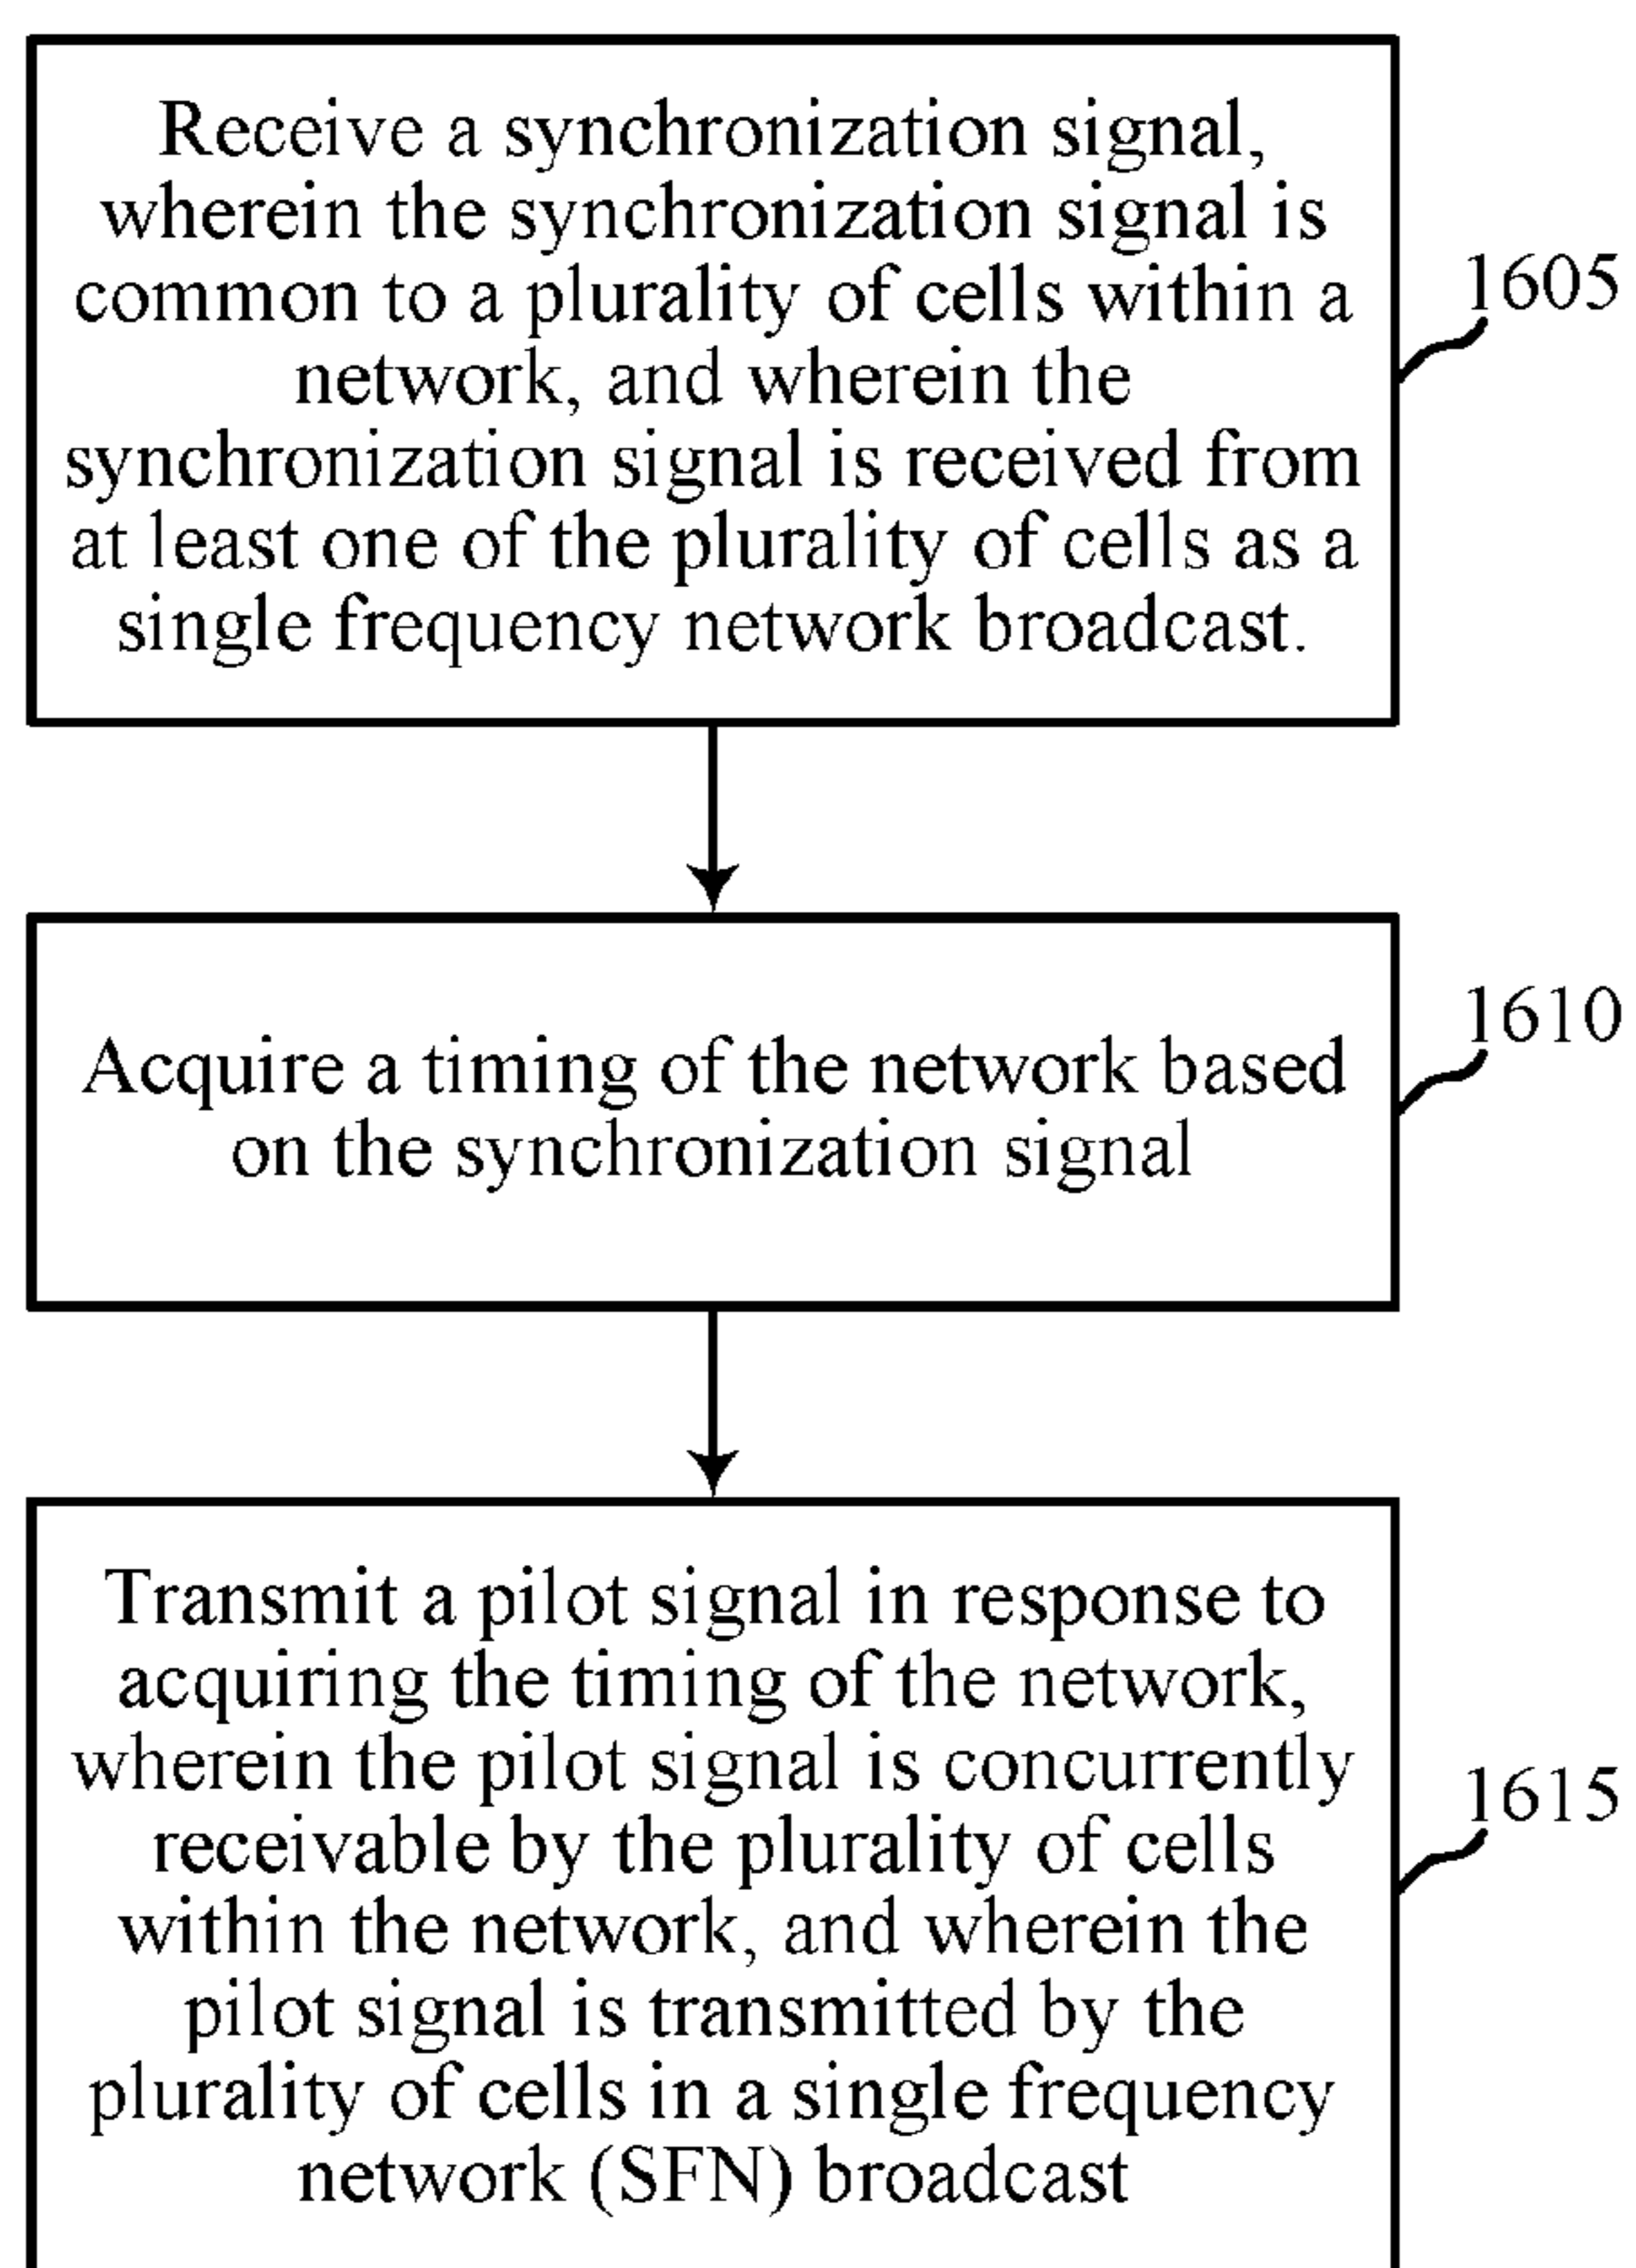 Receive a synchronization signal,
wherein the synchronization signal is
common to a plurality of cells within a
network, and wherein the
synchronization signal is received from
at least one of the plurality of cells as a
single frequency network broadcast.
1605
Acquire a timing of the network based
on the synchronization signal
1610
Transmit a pilot signal in response to
acquiring the timing of the network,
wherein the pilot signal is concurrently
receivable by the plurality of cells
within the network, and wherein the
pilot signal is transmitted by the
plurality of cells in a single frequency
network (SFN) broadcast
1615